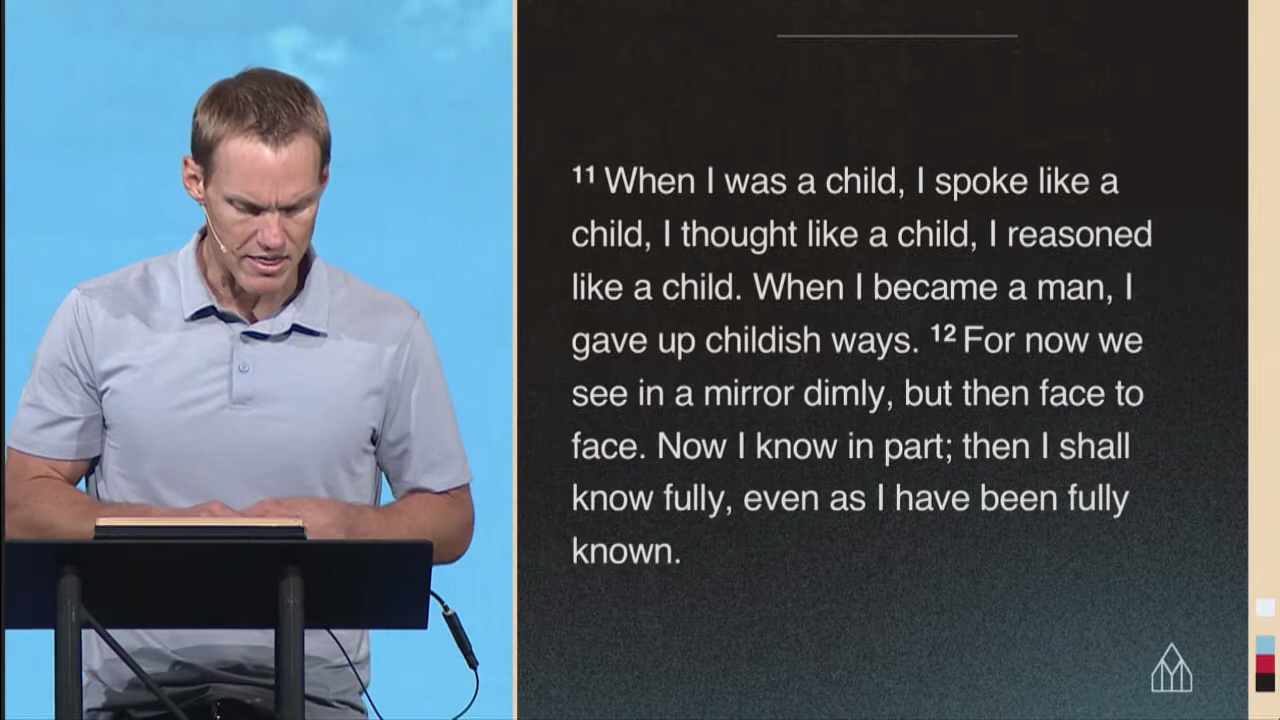 ¹¹ When I was a child, I spoke like a
child, I thought like a child, I reasoned
like a child. When I became a man, I
gave up childish ways. ¹² For now we
see in a mirror dimly, but then face to
face. Now I know in part; then I shall
know fully, even as I have been fully
known.